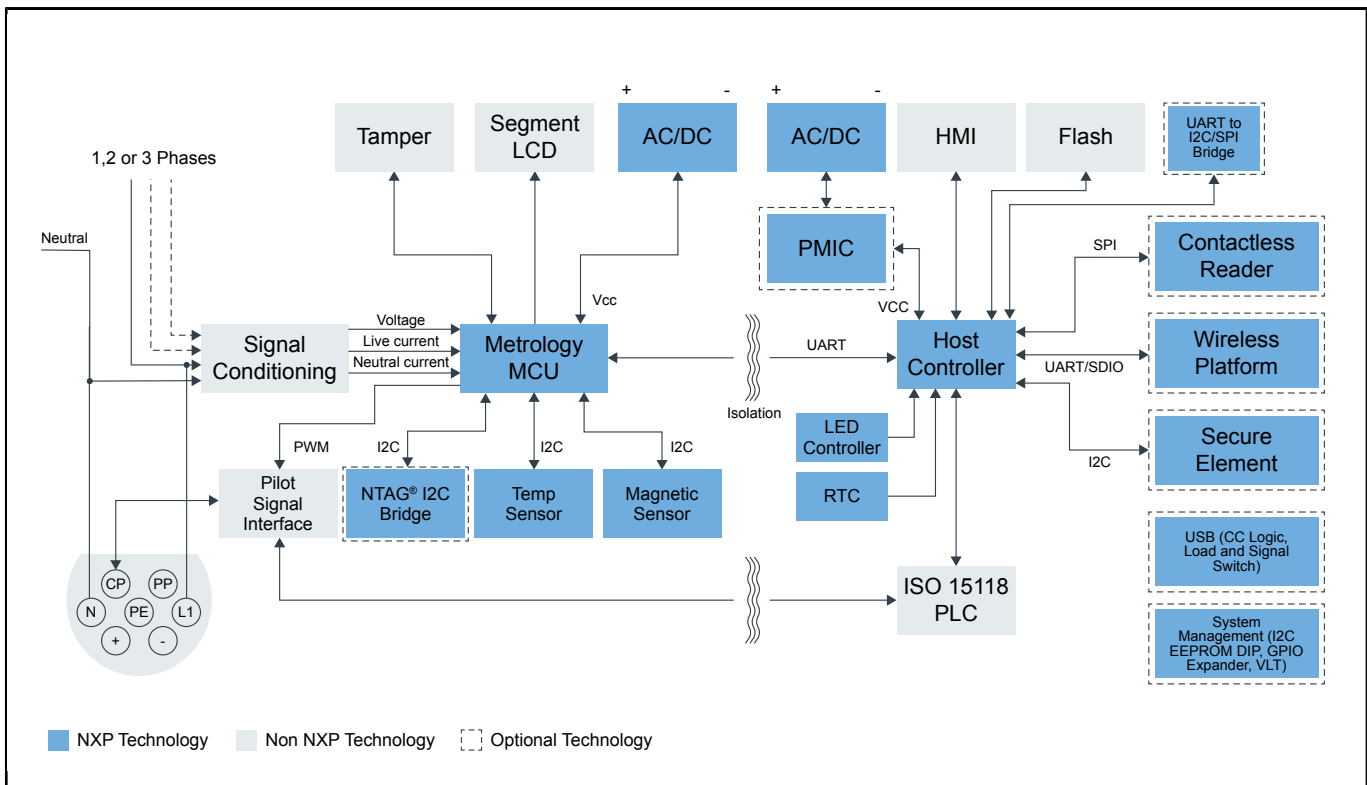 + -
+ -
Tamper
Segment
LCD
AC/DC
AC/DC
HMI
Flash
UART to
I2C/SPI
Bridge
1,2 or 3 Phases
Neutral
PMIC
SPI
Contactless
Reader
Vcc
VCC
Voltage
Live current
Neutral current
Signal
Conditioning
Metrology
MCU
UART
Isolation
Host
Controller
UART/SDIO
Wireless
Platform
LED
Controller
I2C
Secure
Element
PWM
I2C
I2C
I2C
Pilot
Signal
Interface
NTAG® I2C
Bridge
Temp
Sensor
Magnetic
Sensor
RTC
USB (CC Logic,
Load and Signal
Switch)
CP
PP
N
PE
L1
+
-
ISO 15118
PLC
System
Management (I2C
EEPROM DIP, GPIO
Expander, VLT)
NXP Technology
Non NXP Technology
Optional Technology